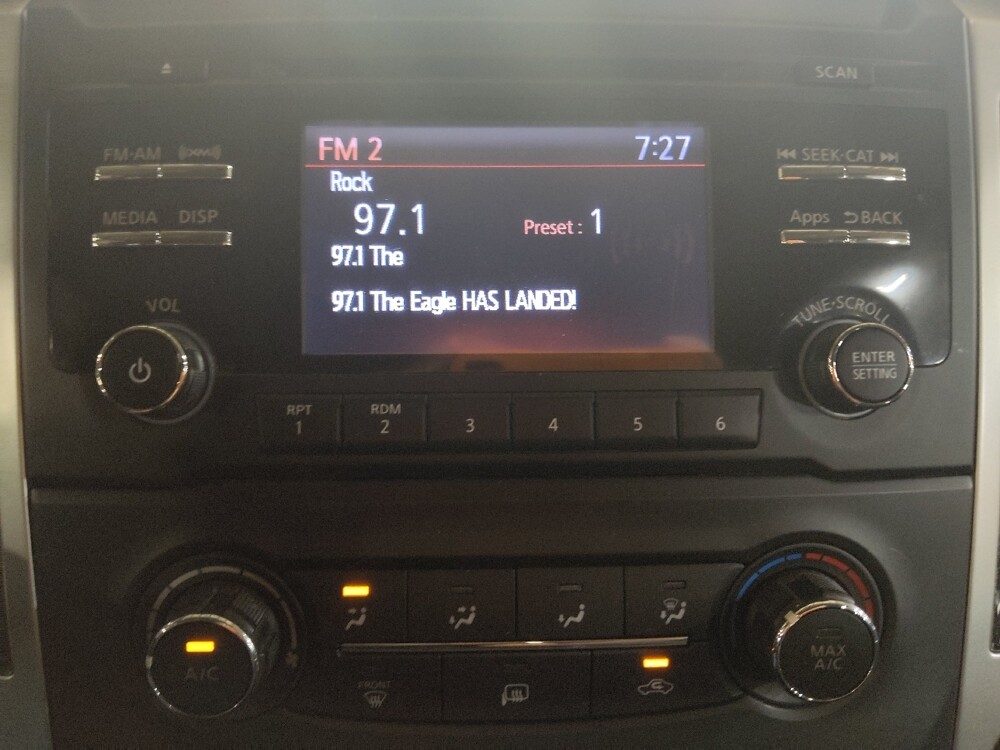 SCAN
FM·AM (XM)
SEEK·CAT
MEDIA DISP
Apps BACK
VOL
TUNE·SCROLL
FM 2 7:27
Rock
97.1 Preset : 1
97.1 The
97.1 The Eagle HAS LANDED!
ENTER
SETTING
RPT RDM
1 2 3 4 5 6
A/C
FRONT
MAX
A/C